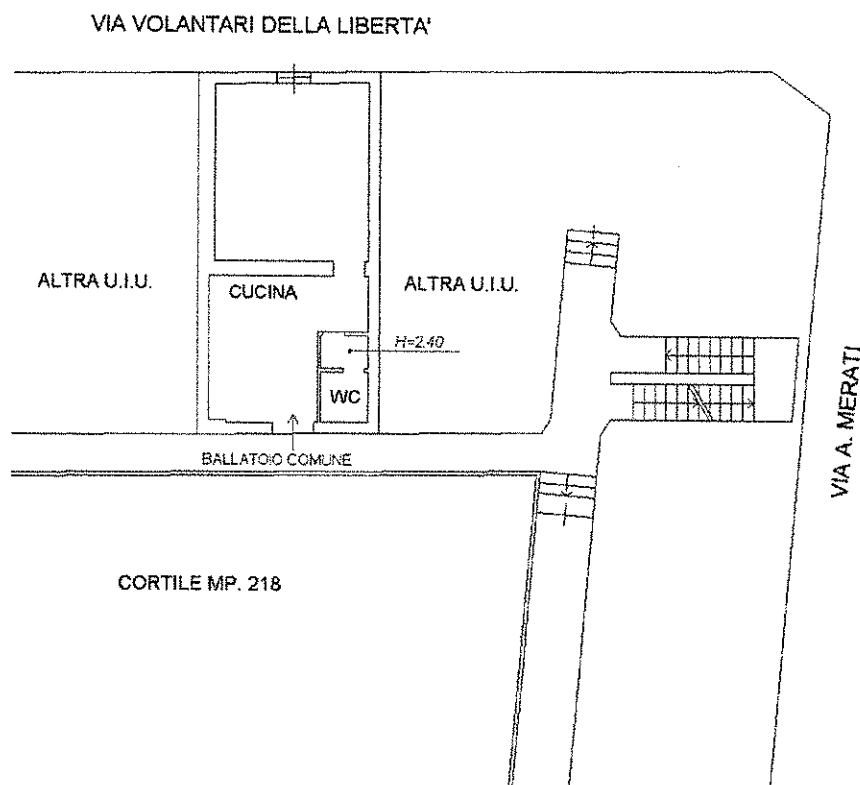 VIA VOLANTARI DELLA LIBERTA'
ALTRA U.I.U.
CUCINA
ALTRA U.I.U.
H=2.40
WC
VIA A. MERATI
BALLATOIO COMUNE
CORTILE MP. 218